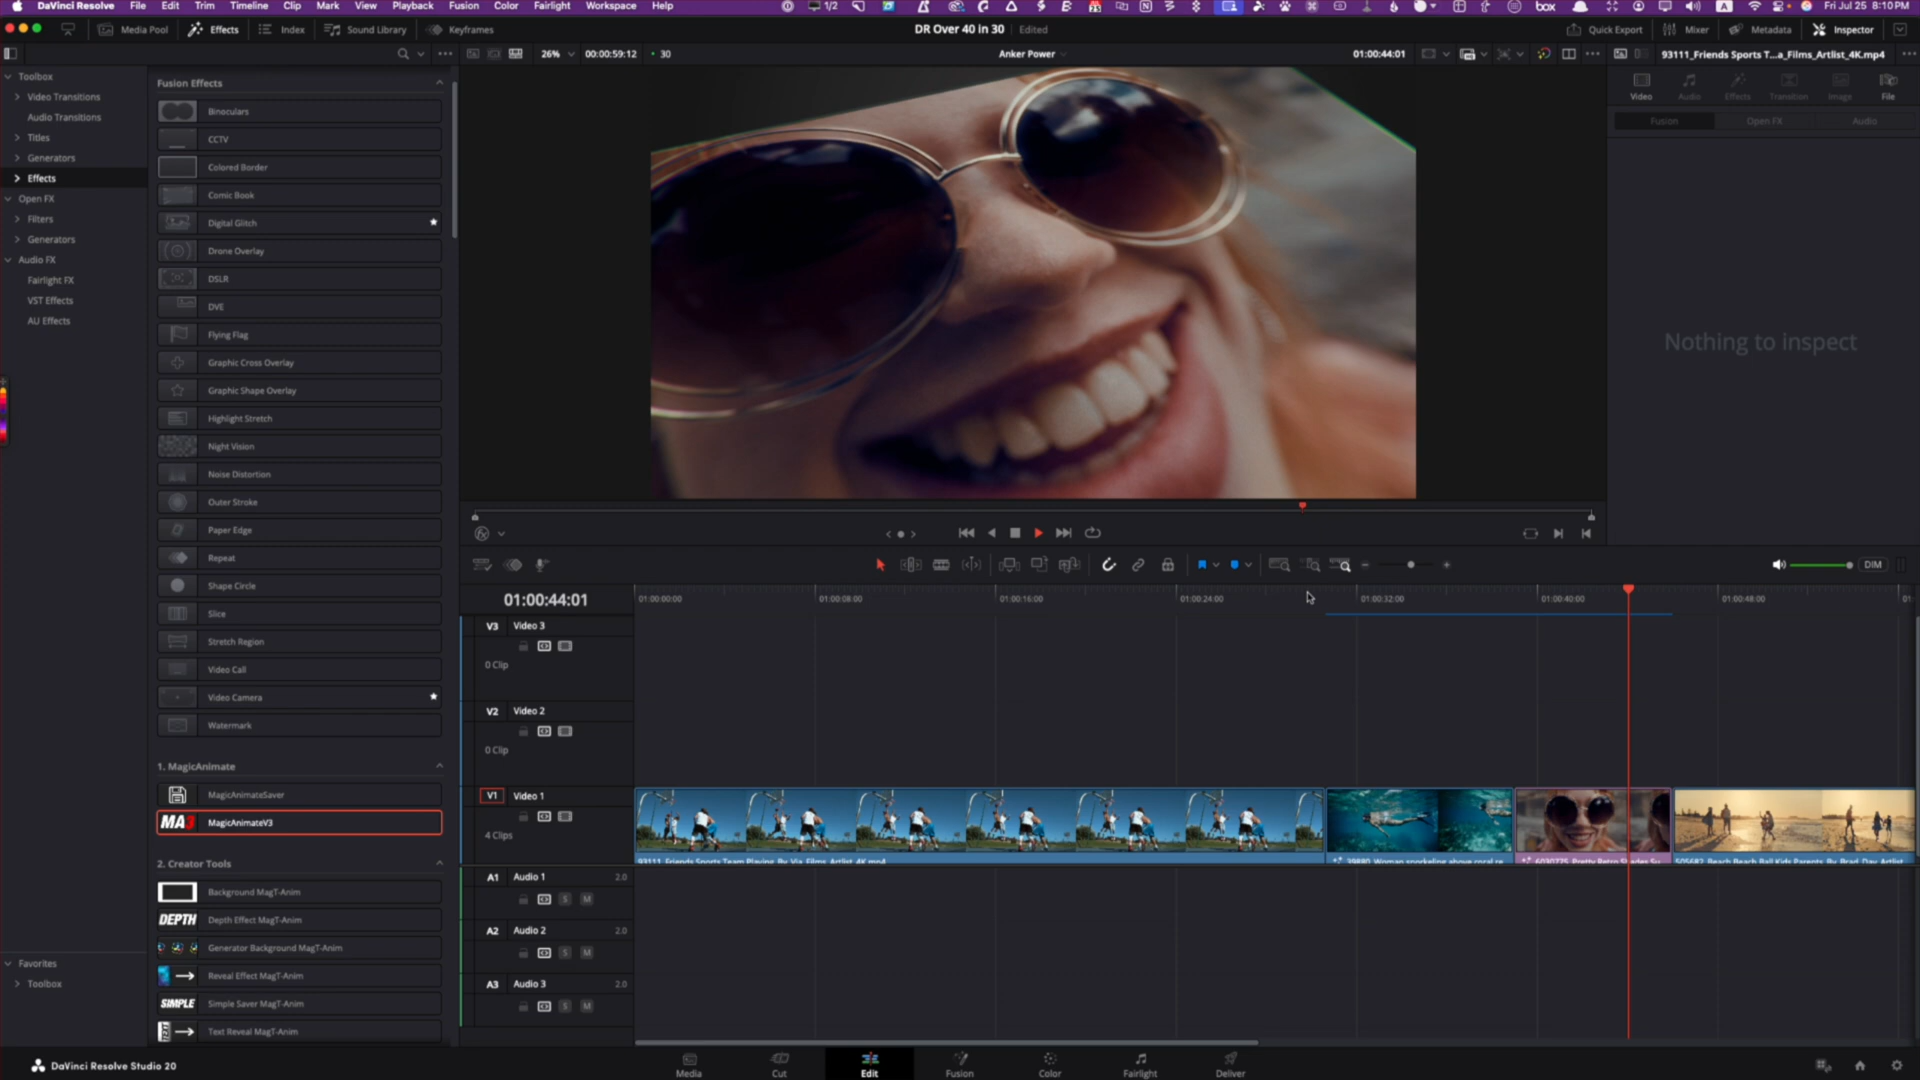 DaVinci Resolve File Edit Trim Timeline Clip Mark View Playback Fusion Color Fairlight Workspace Help 1/2 box Fri Jul 25 8:10 PM
Media Pool Effects Index Sound Library Keyframes DR Over 40 in 30 Edited Quick Export Mixer Metadata Inspector
26% 00:00:59:12 30 Anker Power 01:00:44:01 93111_Friends Sports T...a_Films_Artlist_4K.mp4
Toolbox
Video Transitions
Audio Transitions
Titles
Generators
Effects
Open FX
Filters
Generators
Audio FX
Fairlight FX
VST Effects
AU Effects
Favorites
Toolbox
Fusion Effects
Binoculars
CCTV
Colored Border
Comic Book
Digital Glitch
Drone Overlay
DSLR
DVE
Flying Flag
Graphic Cross Overlay
Graphic Shape Overlay
Highlight Stretch
Night Vision
Noise Distortion
Outer Stroke
Paper Edge
Repeat
Shape Circle
Slice
Stretch Region
Video Call
Video Camera
Watermark
1. MagicAnimate
MagicAnimateSaver
MA3 MagicAnimateV3
2. Creator Tools
Background MagT-Anim
DEPTH Depth Effect MagT-Anim
Generator Background MagT-Anim
Reveal Effect MagT-Anim
SIMPLE Simple Saver MagT-Anim
TEXT Text Reveal MagT-Anim
Video Audio Effects Transition Image File
Fusion Open FX Audio
Nothing to inspect
DIM
01:00:44:01 01:00:00:00 01:00:08:00 01:00:16:00 01:00:24:00 01:00:32:00 01:00:40:00 01:00:48:00
V3 Video 3
0 Clip
V2 Video 2
0 Clip
V1 Video 1
4 Clips
93111_Friends Sports Team Playing_By_Via_Films_Artlist_4K.mp4 39880_Woman snorkeling above coral re... 6030775_Pretty Retro Shades Su... 505682_Beach Beach Ball Kids Parents_By_Brad_Day_Artlist...
A1 Audio 1 2.0
S M
A2 Audio 2 2.0
S M
A3 Audio 3 2.0
S M
DaVinci Resolve Studio 20 Media Cut Edit Fusion Color Fairlight Deliver